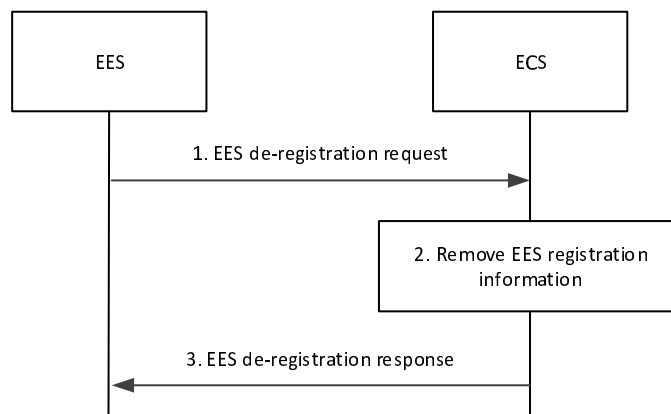 EES
ECS
1. EES de-registration request
2. Remove EES registration
information
3. EES de-registration response